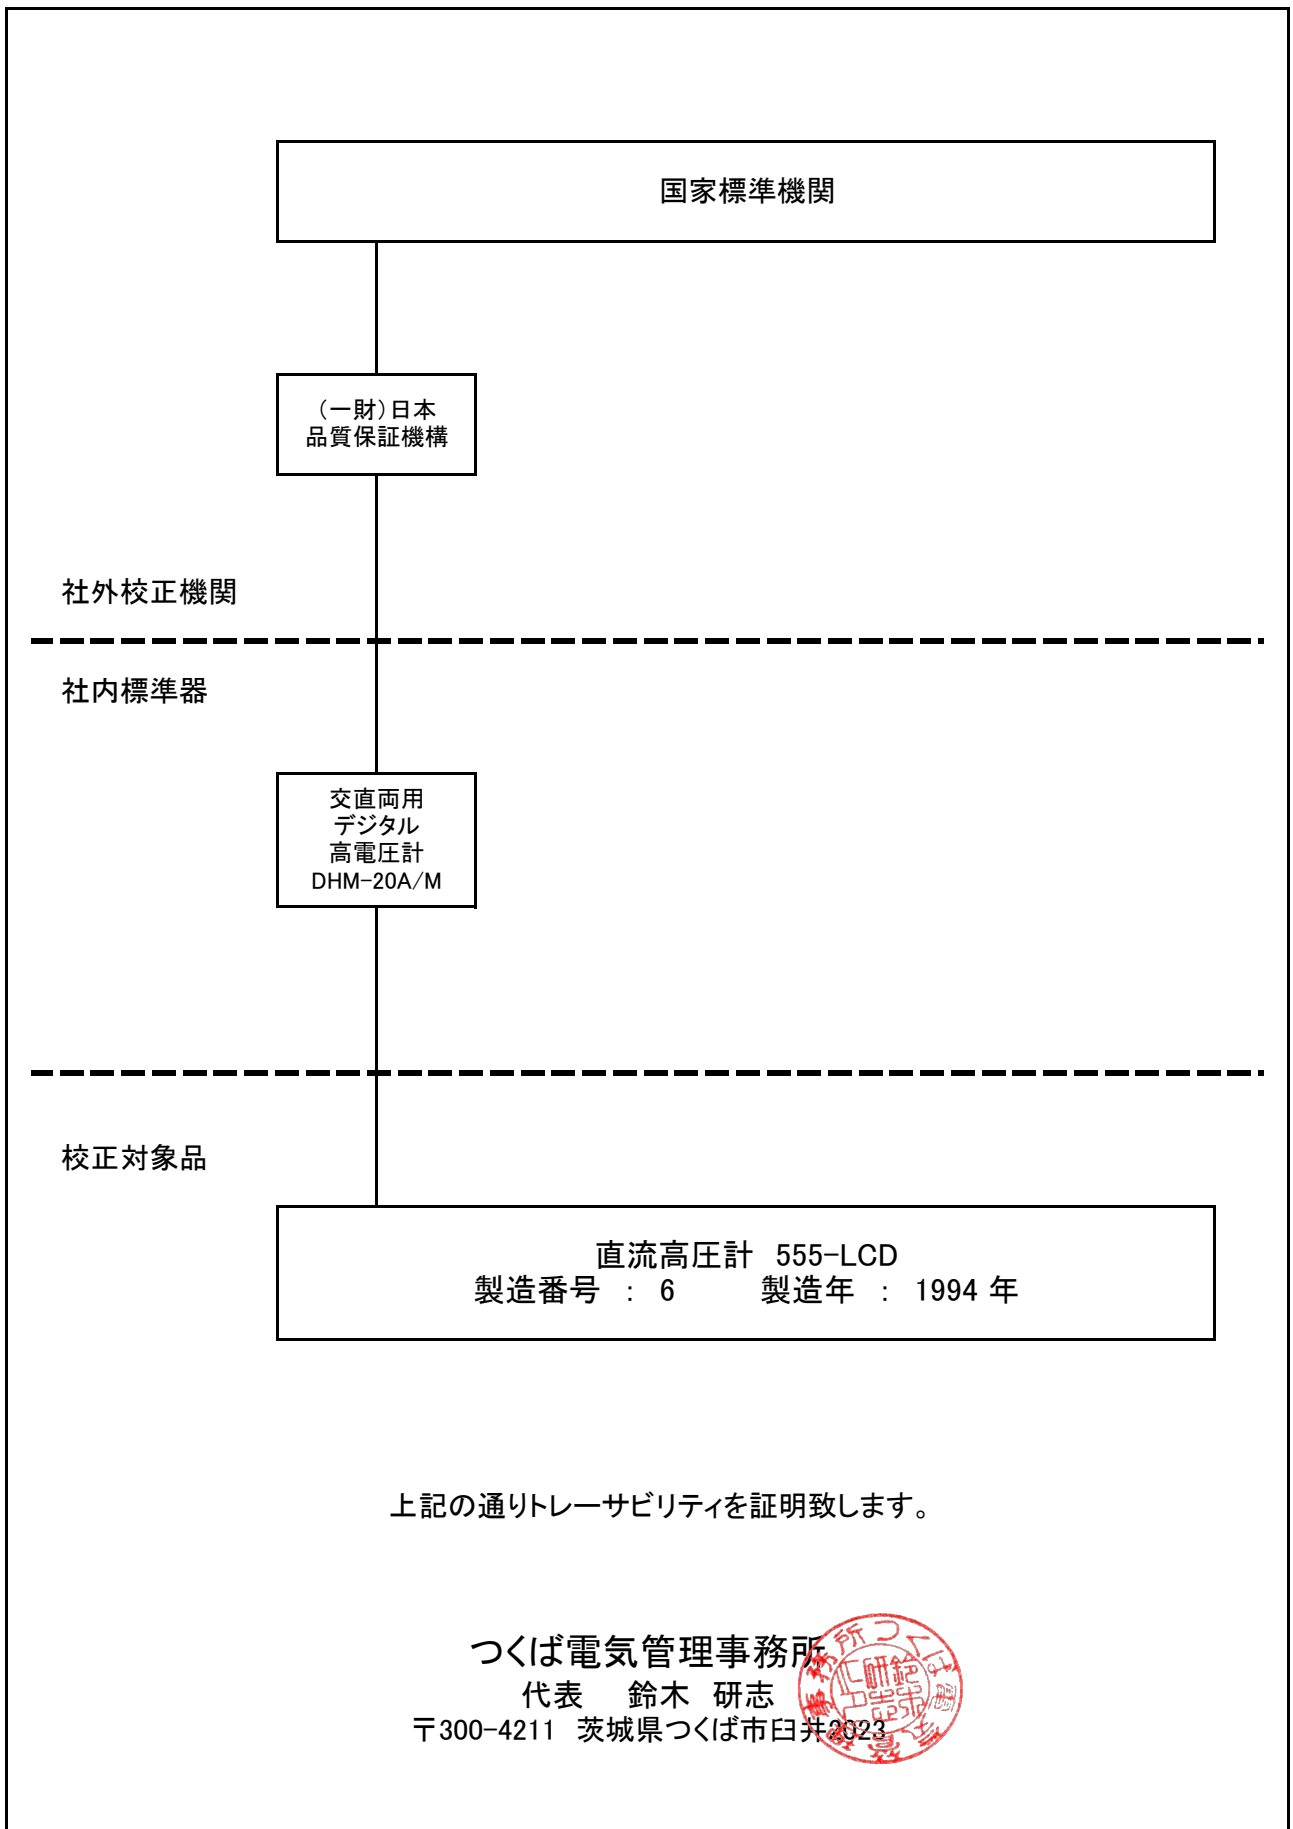 国家標準機関
（一財）日本
品質保証機構
社外校正機関
社内標準器
交直両用
デジタル
高電圧計
DHM-20A/M
校正対象品
直流高圧計 555-LCD
製造番号 ： 6 製造年 ： 1994 年
上記の通りトレーサビリティを証明致します。
つくば電気管理事務所
代表 鈴木 研志
〒300-4211 茨城県つくば市臼井2023